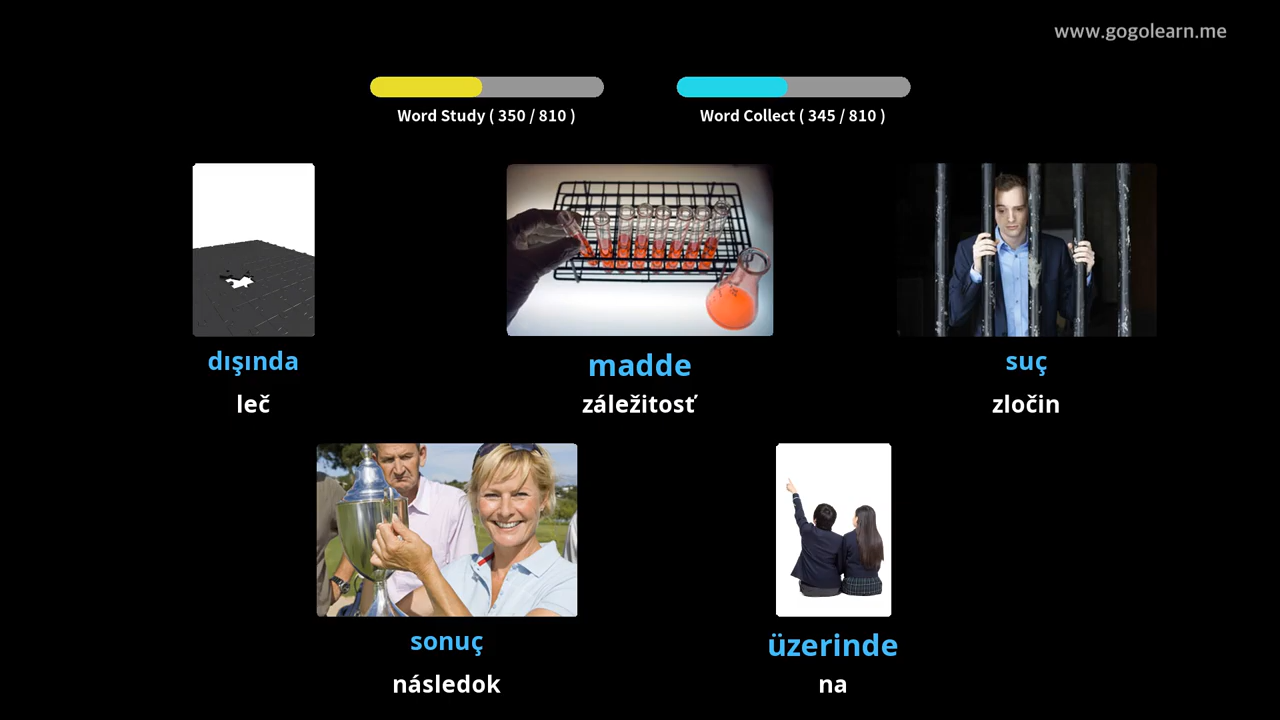 www.gogolearn.me
Word Study ( 350 / 810 )
Word Collect ( 345 / 810 )
dışında
leč
madde
záležitosť
suç
zločin
sonuç
následok
üzerinde
na